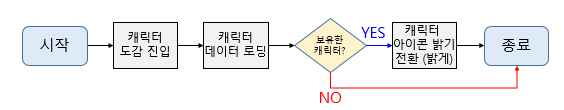 시작
캐릭터
도감 진입
캐릭터
데이터 로딩
보유한
캐릭터?
YES
캐릭터
아이콘 밝기
전환 (밝게)
종료
NO